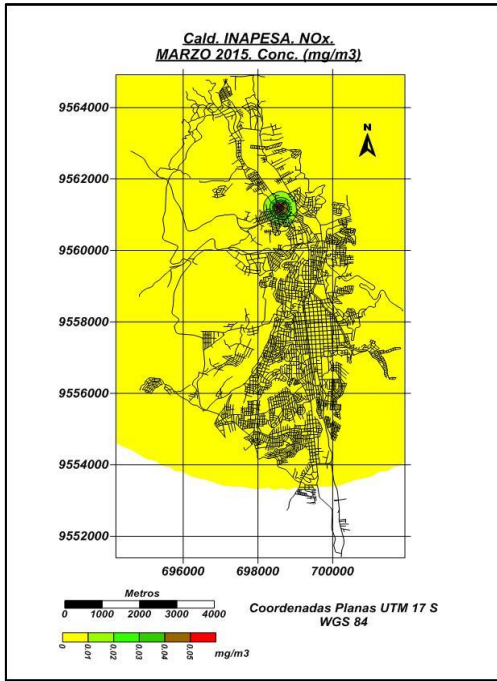 Cald. INAPESA. NOx.
MARZO 2015. Conc. (mg/m3)
9564000
N
9562000
9560000
9558000
9556000
9554000
9552000
696000 698000 700000
Metros
0 1000 2000 3000 4000
Coordenadas Planas UTM 17 S
WGS 84
0 0.01 0.02 0.03 0.04 0.05
mg/m3